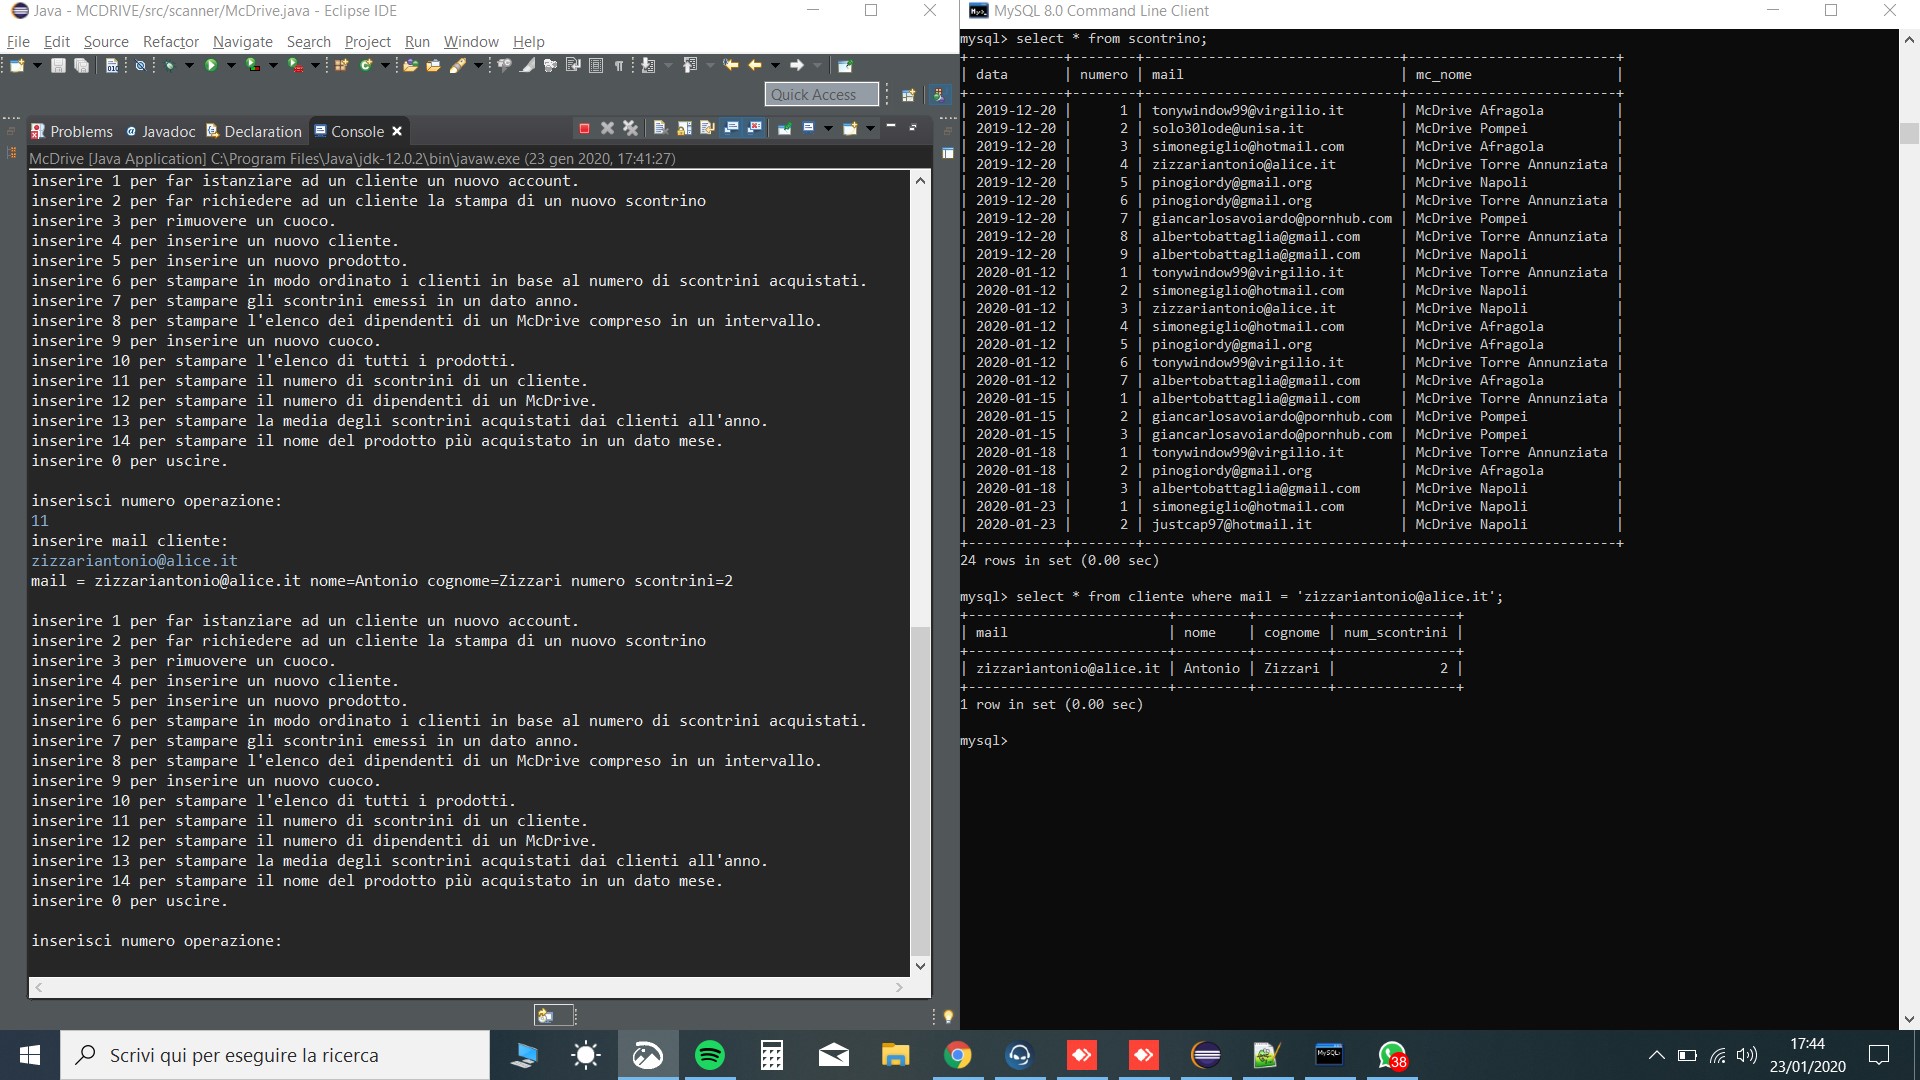 Java - MCDRIVE/src/scanner/McDrive.java - Eclipse IDE
File Edit Source Refactor Navigate Search Project Run Window Help
Quick Access
Problems @ Javadoc Declaration Console
McDrive [Java Application] C:\Program Files\Java\jdk-12.0.2\bin\javaw.exe (23 gen 2020, 17:41:27)
inserire 1 per far istanziare ad un cliente un nuovo account.
inserire 2 per far richiedere ad un cliente la stampa di un nuovo scontrino
inserire 3 per rimuovere un cuoco.
inserire 4 per inserire un nuovo cliente.
inserire 5 per inserire un nuovo prodotto.
inserire 6 per stampare in modo ordinato i clienti in base al numero di scontrini acquistati.
inserire 7 per stampare gli scontrini emessi in un dato anno.
inserire 8 per stampare l'elenco dei dipendenti di un McDrive compreso in un intervallo.
inserire 9 per inserire un nuovo cuoco.
inserire 10 per stampare l'elenco di tutti i prodotti.
inserire 11 per stampare il numero di scontrini di un cliente.
inserire 12 per stampare il numero di dipendenti di un McDrive.
inserire 13 per stampare la media degli scontrini acquistati dai clienti all'anno.
inserire 14 per stampare il nome del prodotto più acquistato in un dato mese.
inserire 0 per uscire.
inserisci numero operazione:
11
inserire mail cliente:
zizzariantonio@alice.it
mail = zizzariantonio@alice.it nome=Antonio cognome=Zizzari numero scontrini=2
inserire 1 per far istanziare ad un cliente un nuovo account.
inserire 2 per far richiedere ad un cliente la stampa di un nuovo scontrino
inserire 3 per rimuovere un cuoco.
inserire 4 per inserire un nuovo cliente.
inserire 5 per inserire un nuovo prodotto.
inserire 6 per stampare in modo ordinato i clienti in base al numero di scontrini acquistati.
inserire 7 per stampare gli scontrini emessi in un dato anno.
inserire 8 per stampare l'elenco dei dipendenti di un McDrive compreso in un intervallo.
inserire 9 per inserire un nuovo cuoco.
inserire 10 per stampare l'elenco di tutti i prodotti.
inserire 11 per stampare il numero di scontrini di un cliente.
inserire 12 per stampare il numero di dipendenti di un McDrive.
inserire 13 per stampare la media degli scontrini acquistati dai clienti all'anno.
inserire 14 per stampare il nome del prodotto più acquistato in un dato mese.
inserire 0 per uscire.
inserisci numero operazione:
MySQL 8.0 Command Line Client
mysql> select * from scontrino;
+------------+--------+--------------------------------+--------------------------+
| data | numero | mail | mc_nome |
+------------+--------+--------------------------------+--------------------------+
| 2019-12-20 | 1 | tonywindow99@virgilio.it | McDrive Afragola |
| 2019-12-20 | 2 | solo30lode@unisa.it | McDrive Pompei |
| 2019-12-20 | 3 | simonegiglio@hotmail.com | McDrive Afragola |
| 2019-12-20 | 4 | zizzariantonio@alice.it | McDrive Torre Annunziata |
| 2019-12-20 | 5 | pinogiordy@gmail.org | McDrive Napoli |
| 2019-12-20 | 6 | pinogiordy@gmail.org | McDrive Torre Annunziata |
| 2019-12-20 | 7 | giancarlosavoiardo@pornhub.com | McDrive Pompei |
| 2019-12-20 | 8 | albertobattaglia@gmail.com | McDrive Torre Annunziata |
| 2019-12-20 | 9 | albertobattaglia@gmail.com | McDrive Napoli |
| 2020-01-12 | 1 | tonywindow99@virgilio.it | McDrive Torre Annunziata |
| 2020-01-12 | 2 | simonegiglio@hotmail.com | McDrive Napoli |
| 2020-01-12 | 3 | zizzariantonio@alice.it | McDrive Napoli |
| 2020-01-12 | 4 | simonegiglio@hotmail.com | McDrive Afragola |
| 2020-01-12 | 5 | pinogiordy@gmail.org | McDrive Afragola |
| 2020-01-12 | 6 | tonywindow99@virgilio.it | McDrive Torre Annunziata |
| 2020-01-12 | 7 | albertobattaglia@gmail.com | McDrive Afragola |
| 2020-01-15 | 1 | albertobattaglia@gmail.com | McDrive Torre Annunziata |
| 2020-01-15 | 2 | giancarlosavoiardo@pornhub.com | McDrive Pompei |
| 2020-01-15 | 3 | giancarlosavoiardo@pornhub.com | McDrive Pompei |
| 2020-01-18 | 1 | tonywindow99@virgilio.it | McDrive Torre Annunziata |
| 2020-01-18 | 2 | pinogiordy@gmail.org | McDrive Afragola |
| 2020-01-18 | 3 | albertobattaglia@gmail.com | McDrive Napoli |
| 2020-01-23 | 1 | simonegiglio@hotmail.com | McDrive Napoli |
| 2020-01-23 | 2 | justcap97@hotmail.it | McDrive Napoli |
+------------+--------+--------------------------------+--------------------------+
24 rows in set (0.00 sec)
mysql> select * from cliente where mail = 'zizzariantonio@alice.it';
+-------------------------+---------+---------+---------------+
| mail | nome | cognome | num_scontrini |
+-------------------------+---------+---------+---------------+
| zizzariantonio@alice.it | Antonio | Zizzari | 2 |
+-------------------------+---------+---------+---------------+
1 row in set (0.00 sec)
mysql>
Scrivi qui per eseguire la ricerca
38
17:44
23/01/2020